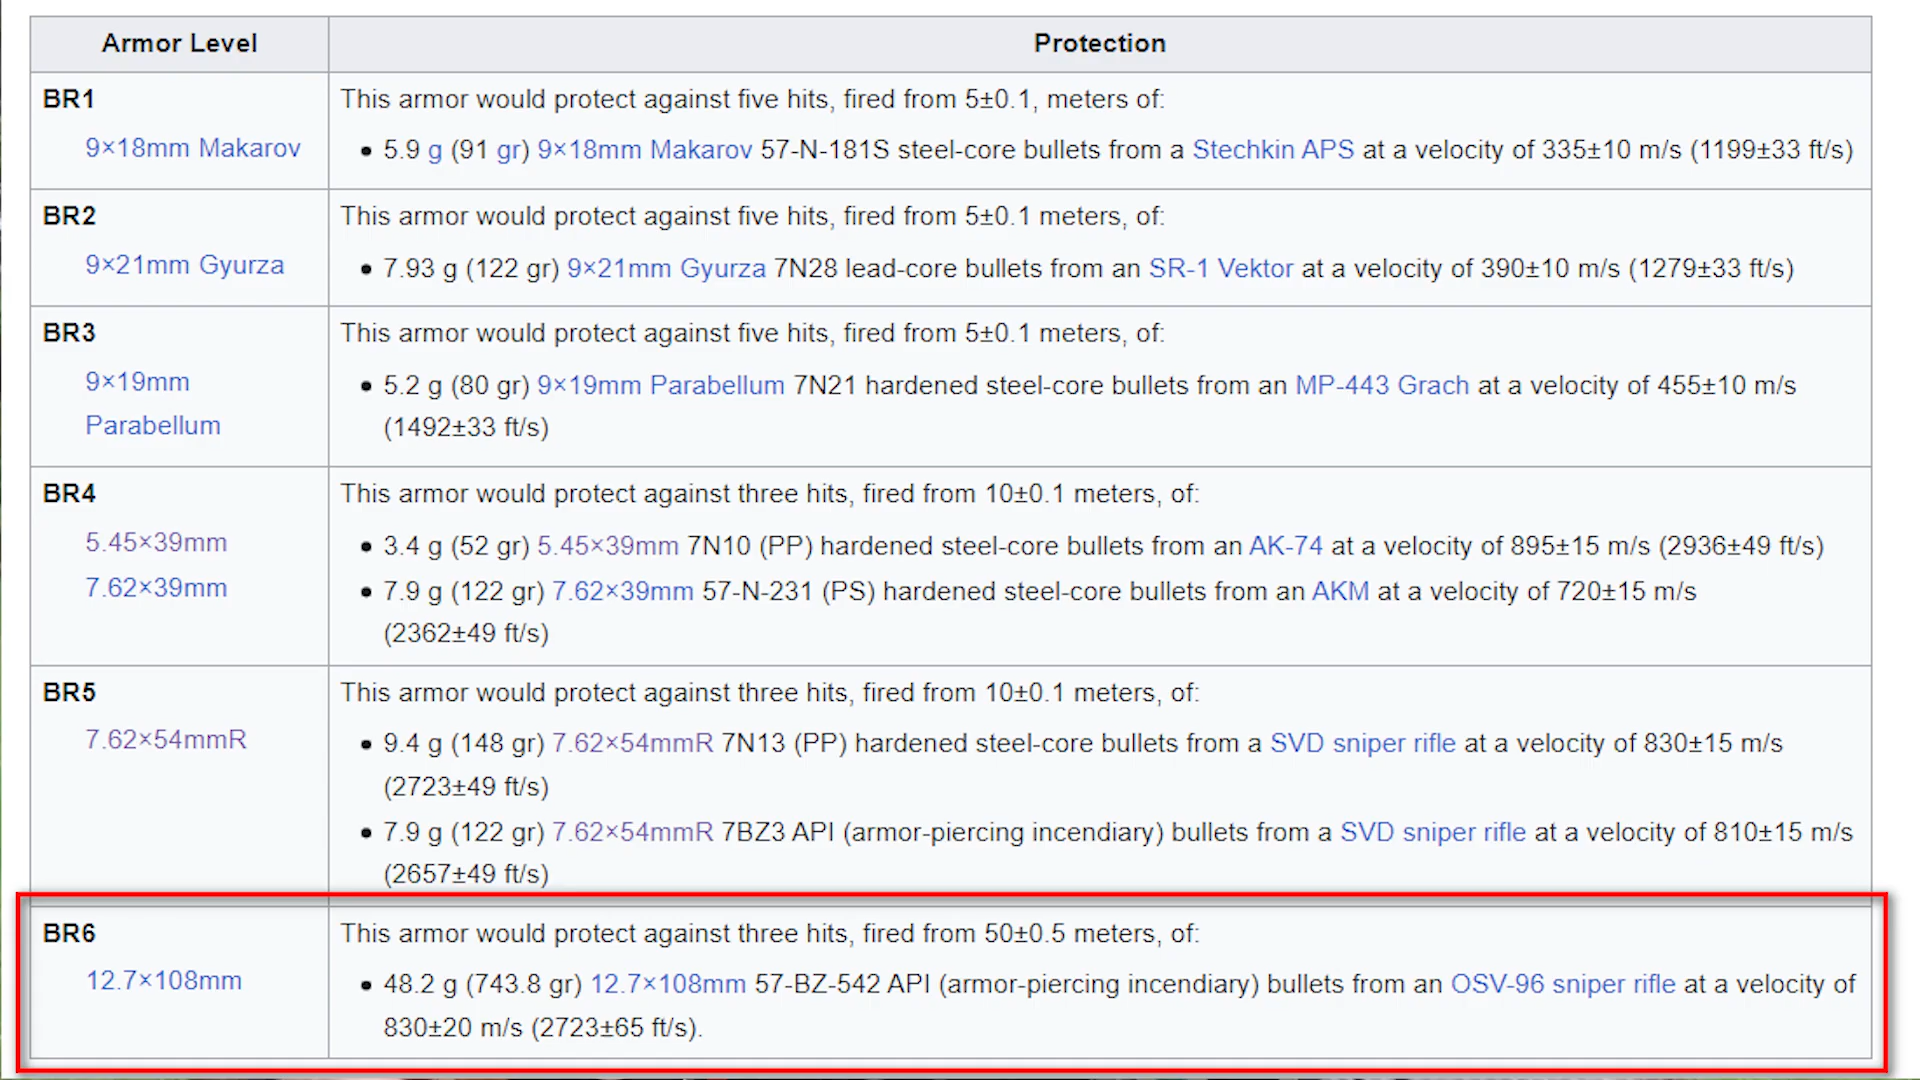 Armor Level Protection
BR1 This armor would protect against five hits, fired from 5±0.1, meters of:
9×18mm Makarov • 5.9 g (91 gr) 9×18mm Makarov 57-N-181S steel-core bullets from a Stechkin APS at a velocity of 335±10 m/s (1199±33 ft/s)
BR2 This armor would protect against five hits, fired from 5±0.1 meters, of:
9×21mm Gyurza • 7.93 g (122 gr) 9×21mm Gyurza 7N28 lead-core bullets from an SR-1 Vektor at a velocity of 390±10 m/s (1279±33 ft/s)
BR3 This armor would protect against five hits, fired from 5±0.1 meters, of:
9×19mm • 5.2 g (80 gr) 9×19mm Parabellum 7N21 hardened steel-core bullets from an MP-443 Grach at a velocity of 455±10 m/s
Parabellum (1492±33 ft/s)
BR4 This armor would protect against three hits, fired from 10±0.1 meters, of:
5.45×39mm • 3.4 g (52 gr) 5.45×39mm 7N10 (PP) hardened steel-core bullets from an AK-74 at a velocity of 895±15 m/s (2936±49 ft/s)
7.62×39mm • 7.9 g (122 gr) 7.62×39mm 57-N-231 (PS) hardened steel-core bullets from an AKM at a velocity of 720±15 m/s
(2362±49 ft/s)
BR5 This armor would protect against three hits, fired from 10±0.1 meters, of:
7.62×54mmR • 9.4 g (148 gr) 7.62×54mmR 7N13 (PP) hardened steel-core bullets from a SVD sniper rifle at a velocity of 830±15 m/s
(2723±49 ft/s)
• 7.9 g (122 gr) 7.62×54mmR 7BZ3 API (armor-piercing incendiary) bullets from a SVD sniper rifle at a velocity of 810±15 m/s
(2657±49 ft/s)
BR6 This armor would protect against three hits, fired from 50±0.5 meters, of:
12.7×108mm • 48.2 g (743.8 gr) 12.7×108mm 57-BZ-542 API (armor-piercing incendiary) bullets from an OSV-96 sniper rifle at a velocity of
830±20 m/s (2723±65 ft/s).